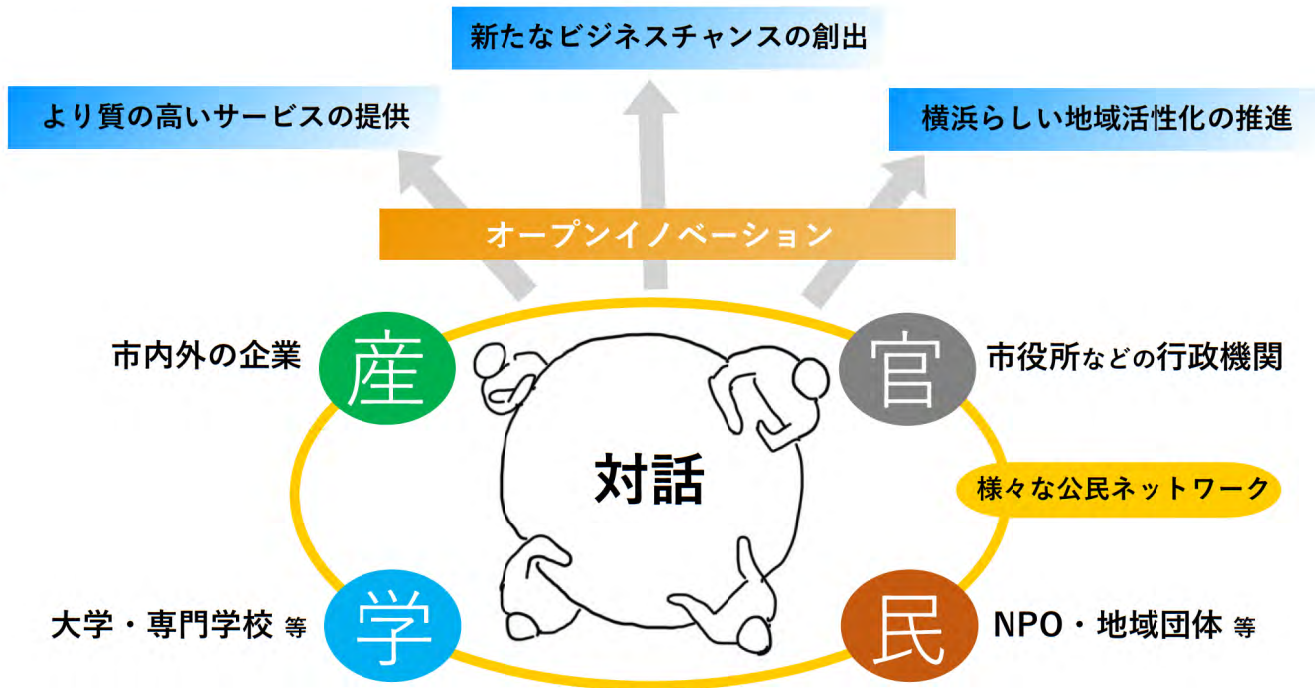 新たなビジネスチャンスの創出
より質の高いサービスの提供
横浜らしい地域活性化の推進
オープンイノベーション
市内外の企業
産
官
市役所などの行政機関
対話
様々な公民ネットワーク
大学・専門学校 等
学
民
NPO・地域団体 等